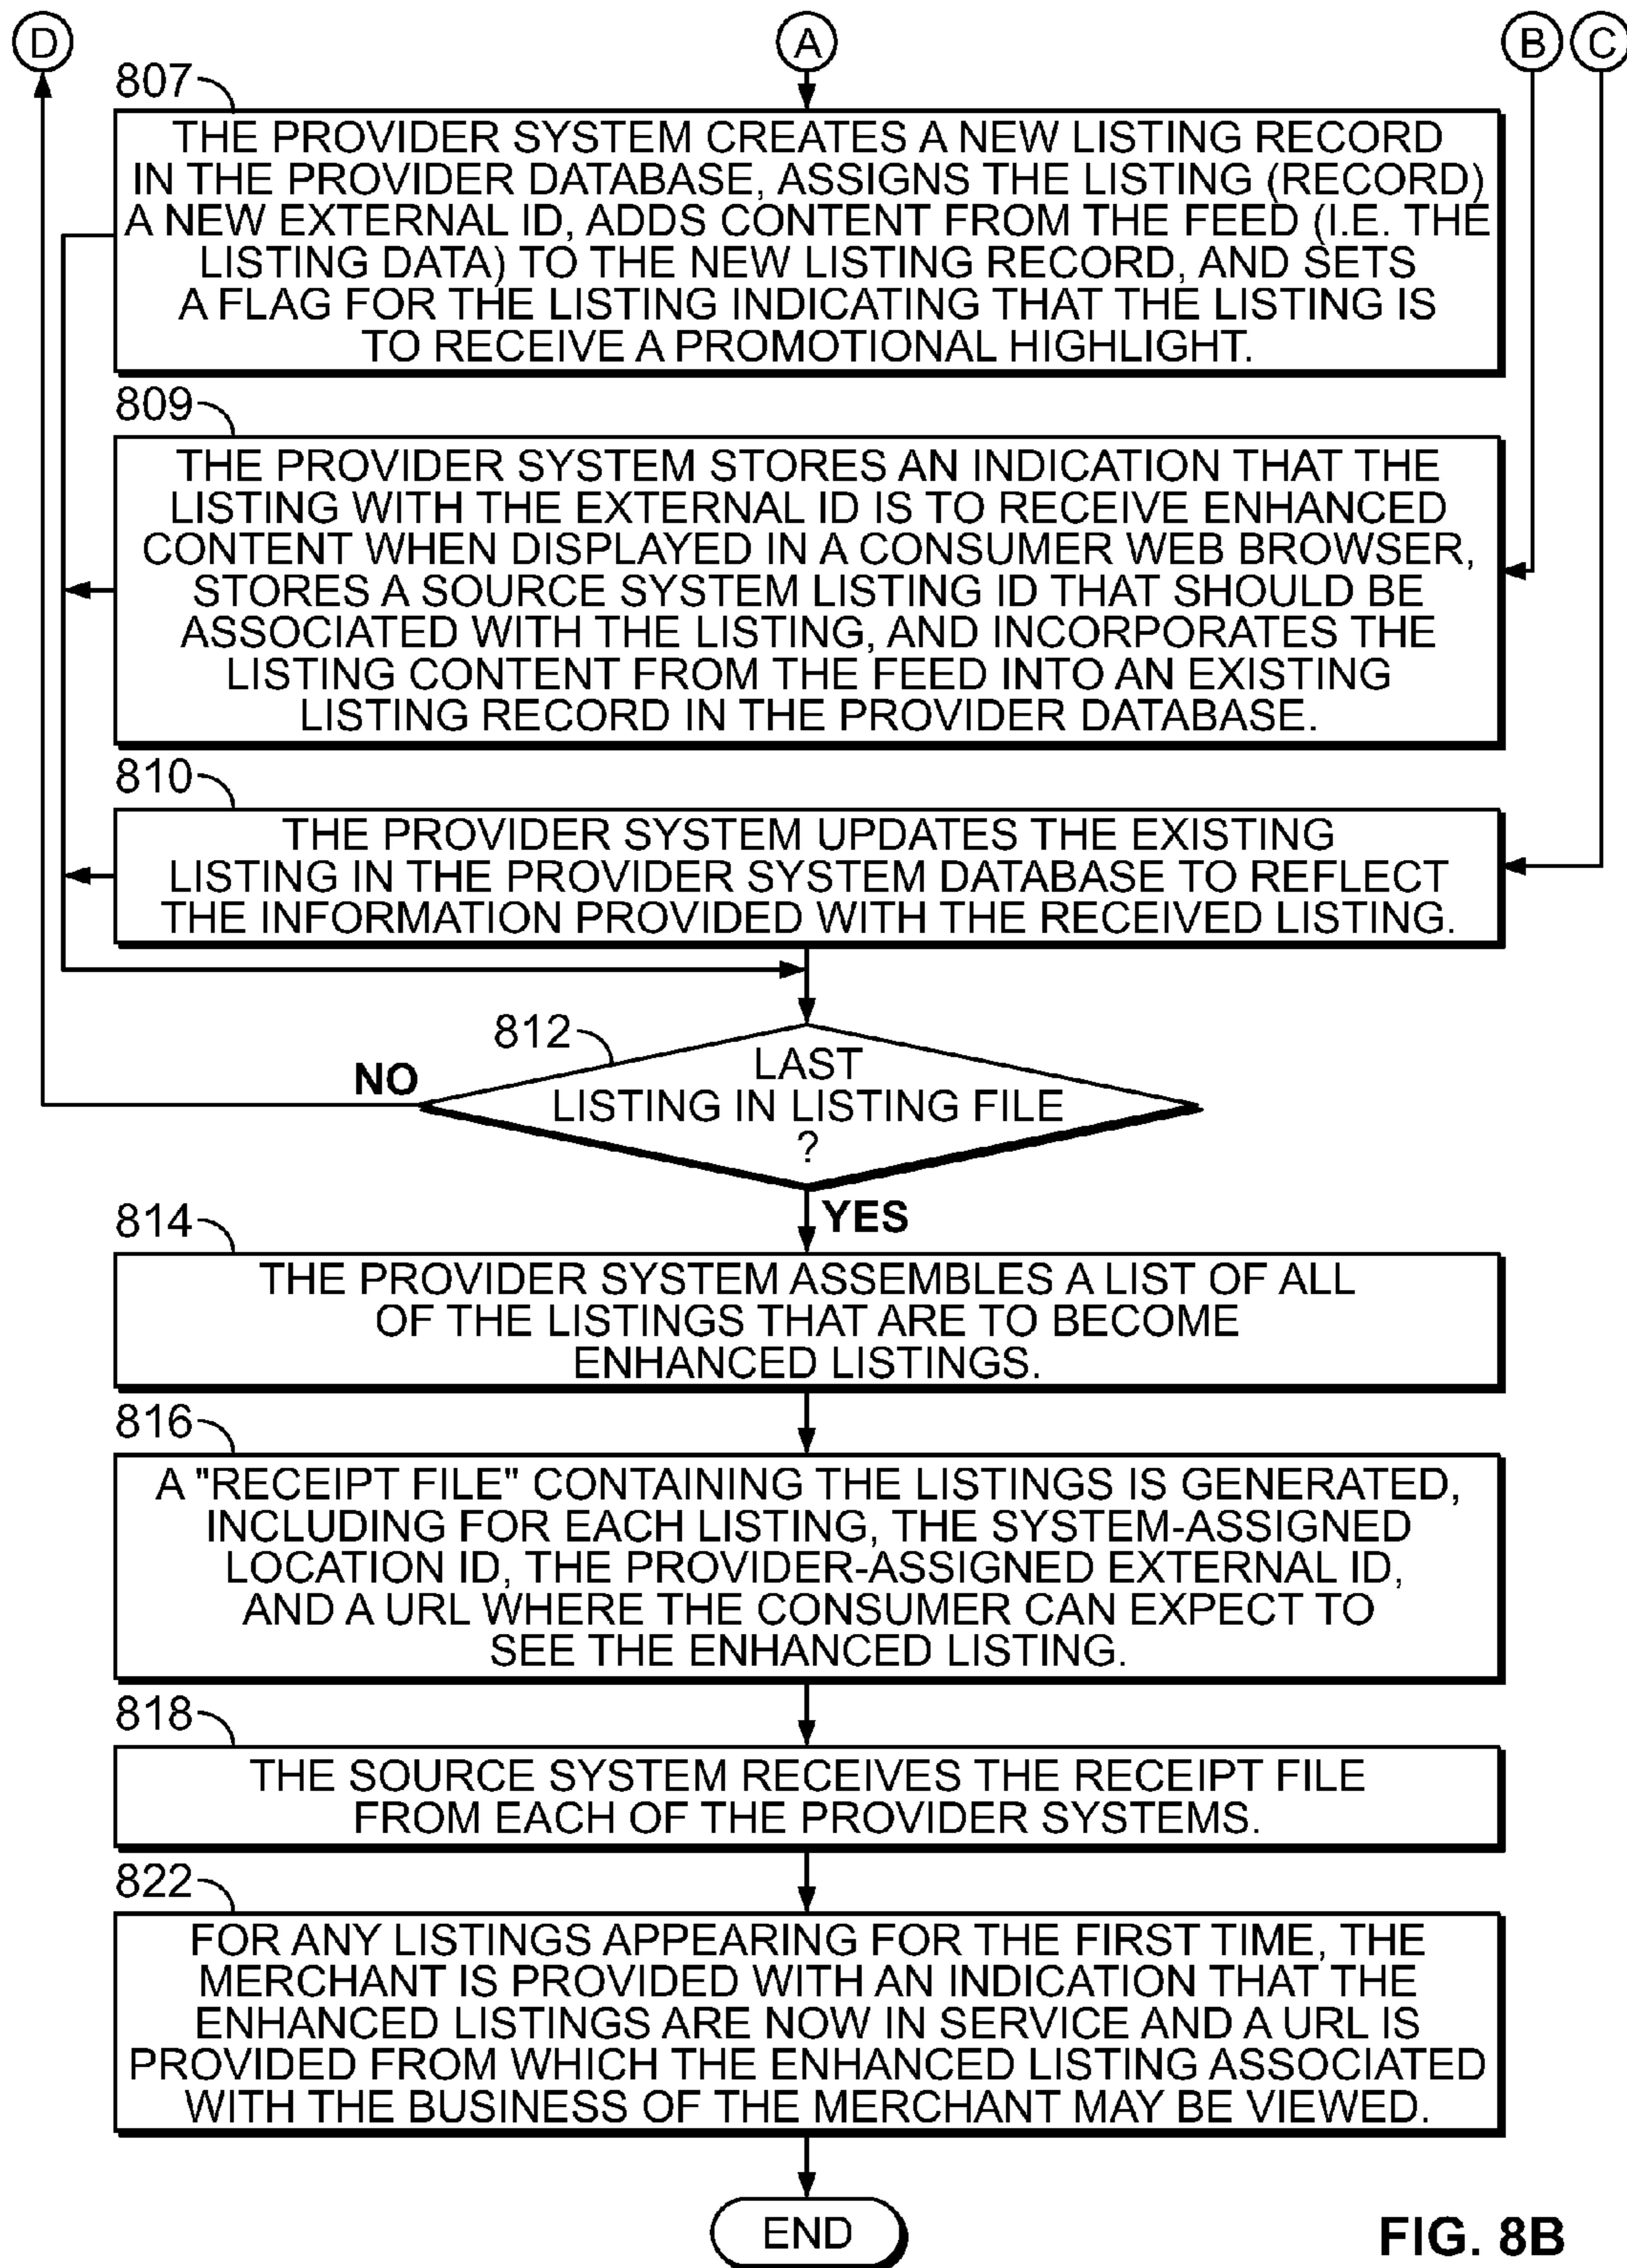 D
A
B
C
807
THE PROVIDER SYSTEM CREATES A NEW LISTING RECORD
IN THE PROVIDER DATABASE, ASSIGNS THE LISTING (RECORD)
A NEW EXTERNAL ID, ADDS CONTENT FROM THE FEED (I.E. THE
LISTING DATA) TO THE NEW LISTING RECORD, AND SETS
A FLAG FOR THE LISTING INDICATING THAT THE LISTING IS
TO RECEIVE A PROMOTIONAL HIGHLIGHT.
809
THE PROVIDER SYSTEM STORES AN INDICATION THAT THE
LISTING WITH THE EXTERNAL ID IS TO RECEIVE ENHANCED
CONTENT WHEN DISPLAYED IN A CONSUMER WEB BROWSER,
STORES A SOURCE SYSTEM LISTING ID THAT SHOULD BE
ASSOCIATED WITH THE LISTING, AND INCORPORATES THE
LISTING CONTENT FROM THE FEED INTO AN EXISTING
LISTING RECORD IN THE PROVIDER DATABASE.
810
THE PROVIDER SYSTEM UPDATES THE EXISTING
LISTING IN THE PROVIDER SYSTEM DATABASE TO REFLECT
THE INFORMATION PROVIDED WITH THE RECEIVED LISTING.
812
NO
LAST
LISTING IN LISTING FILE
?
YES
814
THE PROVIDER SYSTEM ASSEMBLES A LIST OF ALL
OF THE LISTINGS THAT ARE TO BECOME
ENHANCED LISTINGS.
816
A "RECEIPT FILE" CONTAINING THE LISTINGS IS GENERATED,
INCLUDING FOR EACH LISTING, THE SYSTEM-ASSIGNED
LOCATION ID, THE PROVIDER-ASSIGNED EXTERNAL ID,
AND A URL WHERE THE CONSUMER CAN EXPECT TO
SEE THE ENHANCED LISTING.
818
THE SOURCE SYSTEM RECEIVES THE RECEIPT FILE
FROM EACH OF THE PROVIDER SYSTEMS.
822
FOR ANY LISTINGS APPEARING FOR THE FIRST TIME, THE
MERCHANT IS PROVIDED WITH AN INDICATION THAT THE
ENHANCED LISTINGS ARE NOW IN SERVICE AND A URL IS
PROVIDED FROM WHICH THE ENHANCED LISTING ASSOCIATED
WITH THE BUSINESS OF THE MERCHANT MAY BE VIEWED.
END
FIG. 8B